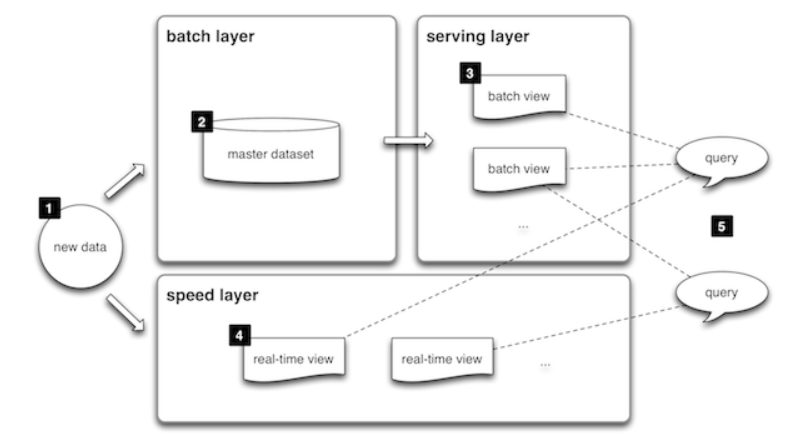 batch layer
serving layer
3
batch view
2
master dataset
query
batch view
1
...
5
new data
speed layer
query
4
real-time view
real-time view
...